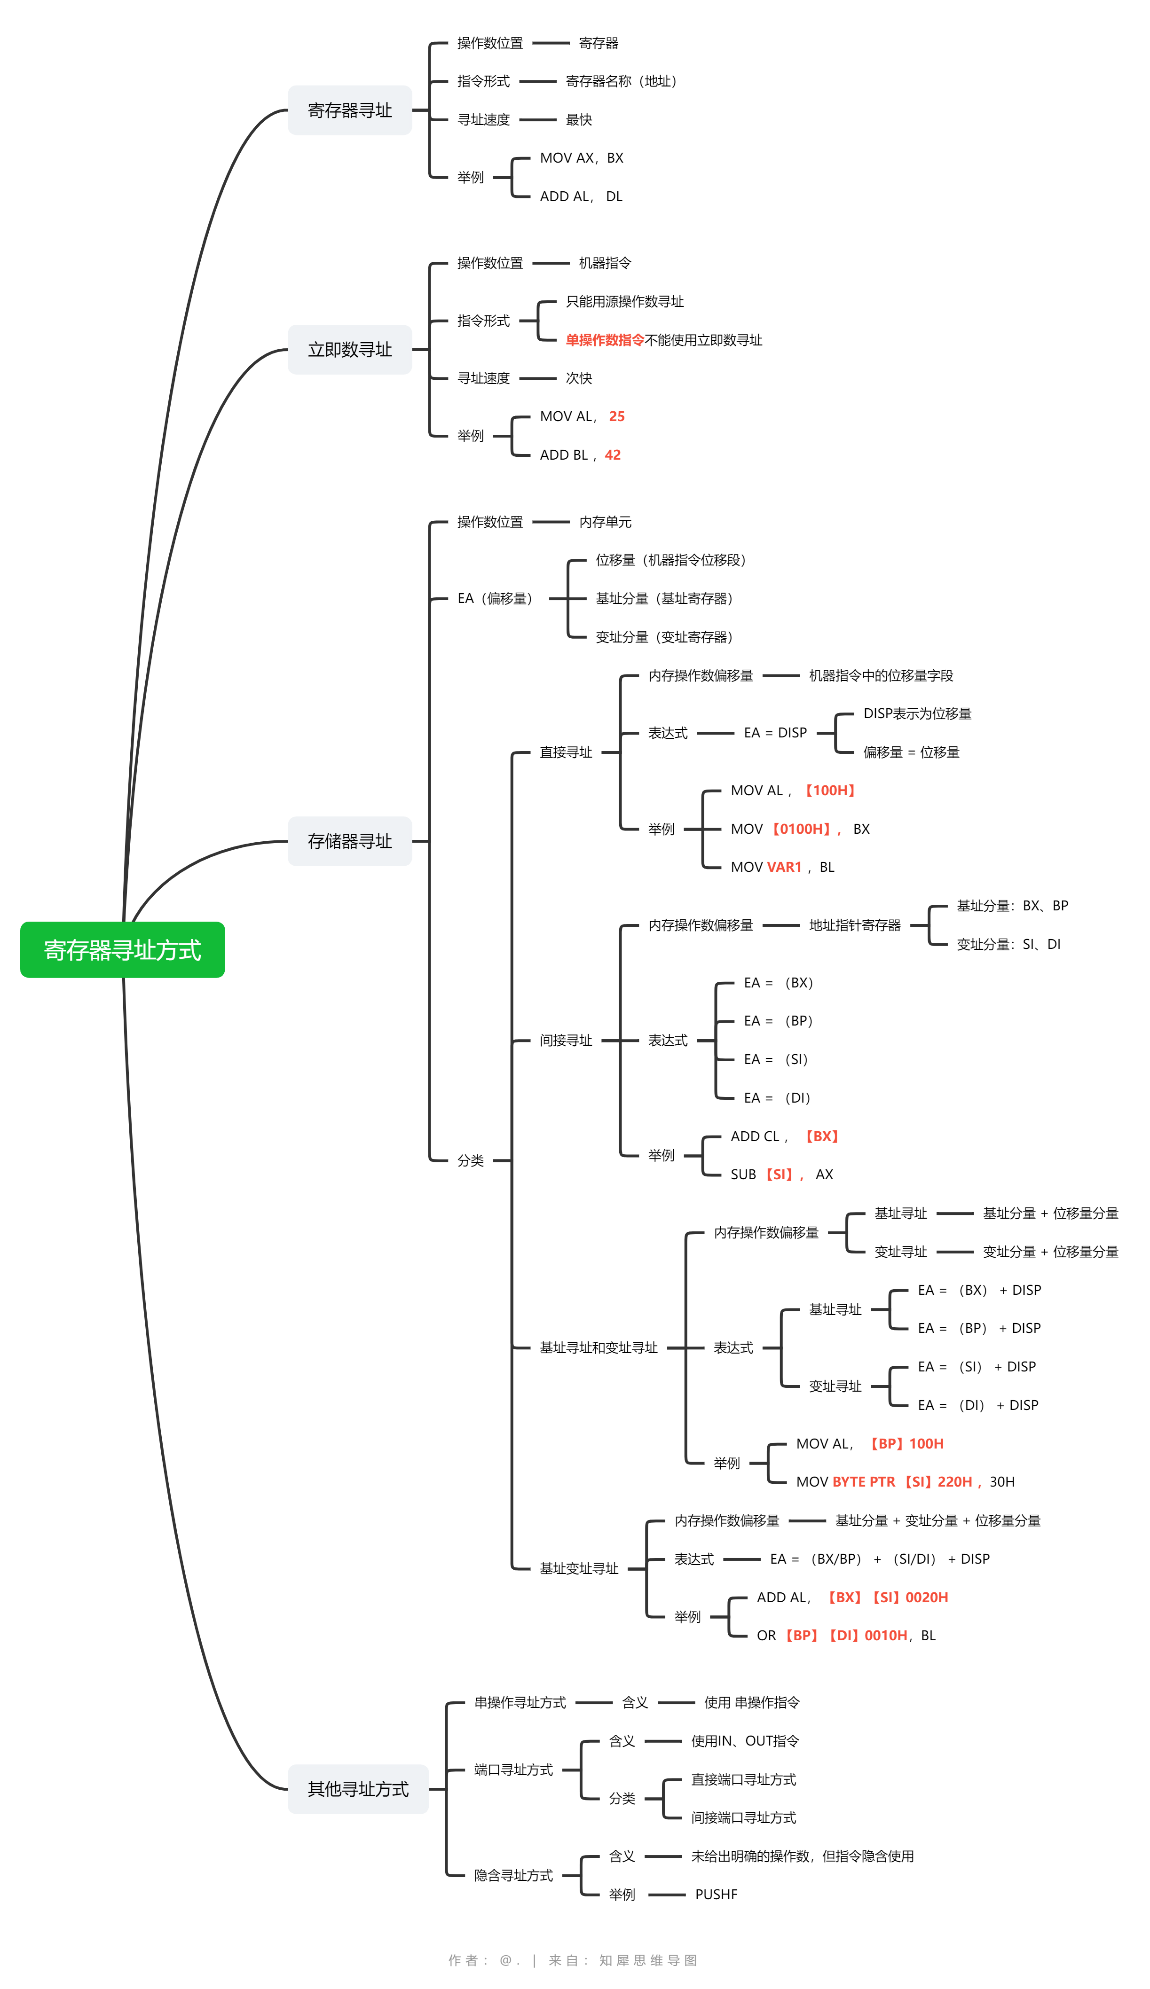 操作数位置
寄存器
指令形式
寄存器名称（地址）
寄存器寻址
寻址速度
最快
MOV AX，BX
举例
ADD AL， DL
操作数位置
机器指令
只能用源操作数寻址
指令形式
单操作数指令不能使用立即数寻址
立即数寻址
寻址速度
次快
MOV AL， 25
举例
ADD BL ，42
操作数位置
内存单元
位移量（机器指令位移段）
EA（偏移量）
基址分量（基址寄存器）
变址分量（变址寄存器）
内存操作数偏移量
机器指令中的位移量字段
DISP表示为位移量
表达式
EA = DISP
直接寻址
偏移量 = 位移量
MOV AL ，【100H】
举例
MOV 【0100H】， BX
MOV VAR1 ，BL
存储器寻址
寄存器寻址方式
基址分量：BX、BP
内存操作数偏移量
地址指针寄存器
变址分量：SI、DI
EA = （BX）
EA = （BP）
间接寻址
表达式
EA = （SI）
EA = （DI）
ADD CL ， 【BX】
举例
SUB 【SI】， AX
分类
基址寻址
基址分量 + 位移量分量
内存操作数偏移量
变址寻址
变址分量 + 位移量分量
EA = （BX） + DISP
基址寻址
EA = （BP） + DISP
基址寻址和变址寻址
表达式
EA = （SI） + DISP
变址寻址
EA = （DI） + DISP
MOV AL， 【BP】100H
举例
MOV BYTE PTR 【SI】220H ，30H
内存操作数偏移量
基址分量 + 变址分量 + 位移量分量
表达式
EA = （BX/BP） + （SI/DI） + DISP
基址变址寻址
ADD AL， 【BX】【SI】0020H
举例
OR 【BP】【DI】0010H，BL
串操作寻址方式
含义
使用 串操作指令
含义
使用IN、OUT指令
端口寻址方式
直接端口寻址方式
分类
间接端口寻址方式
其他寻址方式
含义
未给出明确的操作数，但指令隐含使用
隐含寻址方式
举例
PUSHF
作者：@. | 来自：知犀思维导图